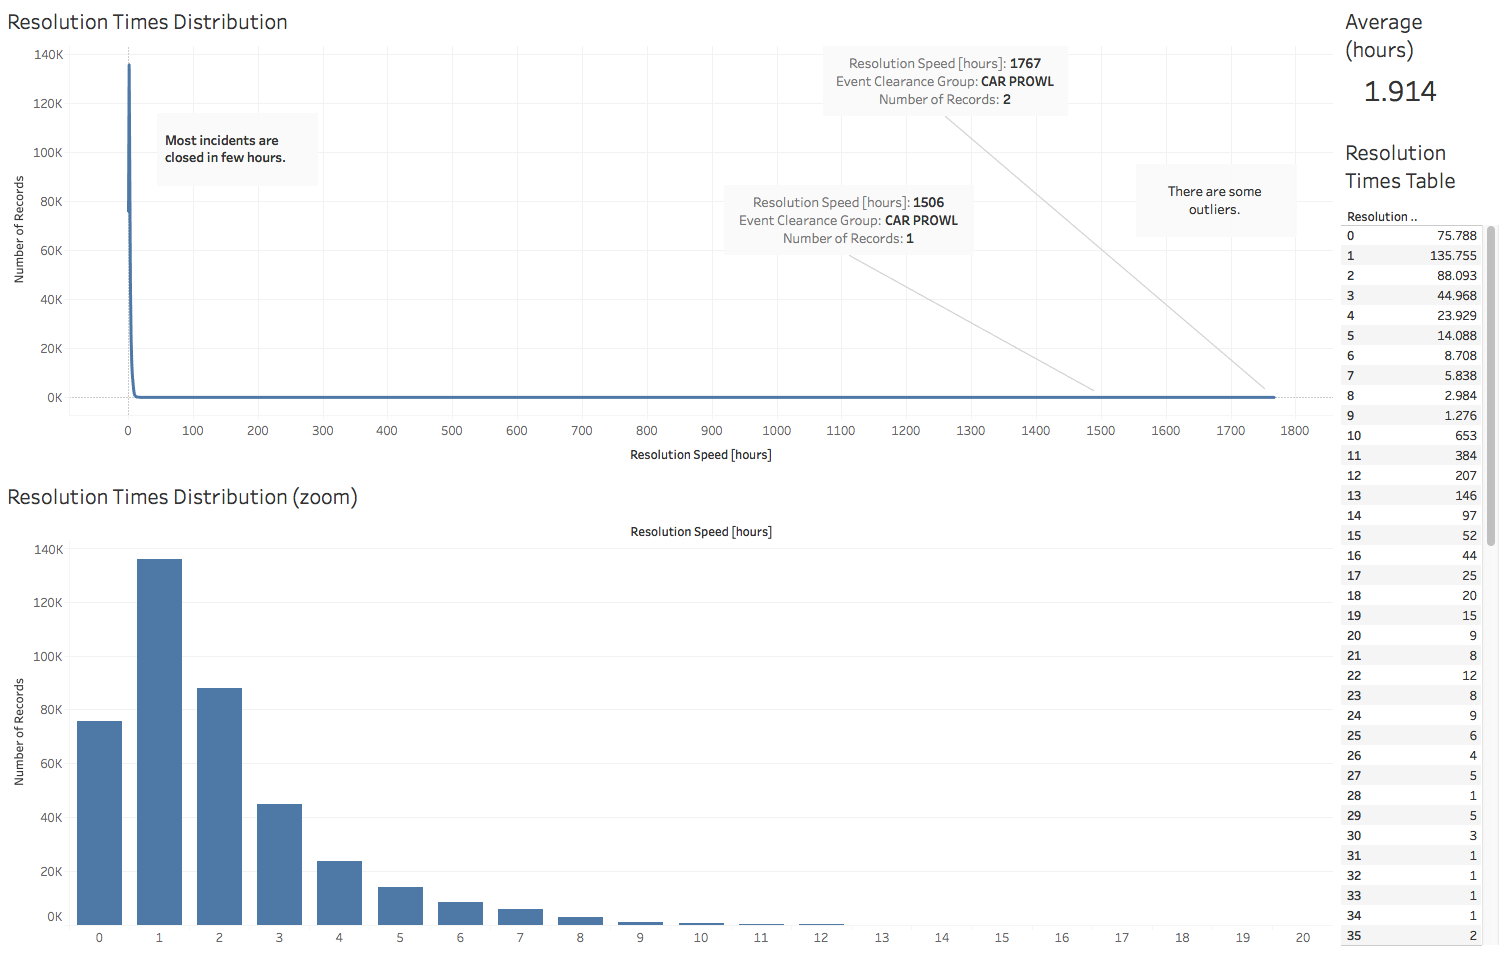 Resolution Times Distribution
140K
120K
100K
80K
60K
40K
20K
0K
Number of Records
Most incidents are
closed in few hours.
Resolution Speed [hours]: 1767
Event Clearance Group: CAR PROWL
Number of Records: 2
Resolution Speed [hours]: 1506
Event Clearance Group: CAR PROWL
Number of Records: 1
There are some
outliers.
0 100 200 300 400 500 600 700 800 900 1000 1100 1200 1300 1400 1500 1600 1700 1800
Resolution Speed [hours]
Resolution Times Distribution (zoom)
Resolution Speed [hours]
140K
120K
100K
80K
60K
40K
20K
0K
Number of Records
0 1 2 3 4 5 6 7 8 9 10 11 12 13 14 15 16 17 18 19 20
Average
(hours)
1.914
Resolution
Times Table
Resolution ..
0 75.788
1 135.755
2 88.093
3 44.968
4 23.929
5 14.088
6 8.708
7 5.838
8 2.984
9 1.276
10 653
11 384
12 207
13 146
14 97
15 52
16 44
17 25
18 20
19 15
20 9
21 8
22 12
23 8
24 9
25 6
26 4
27 5
28 1
29 5
30 3
31 1
32 1
33 1
34 1
35 2